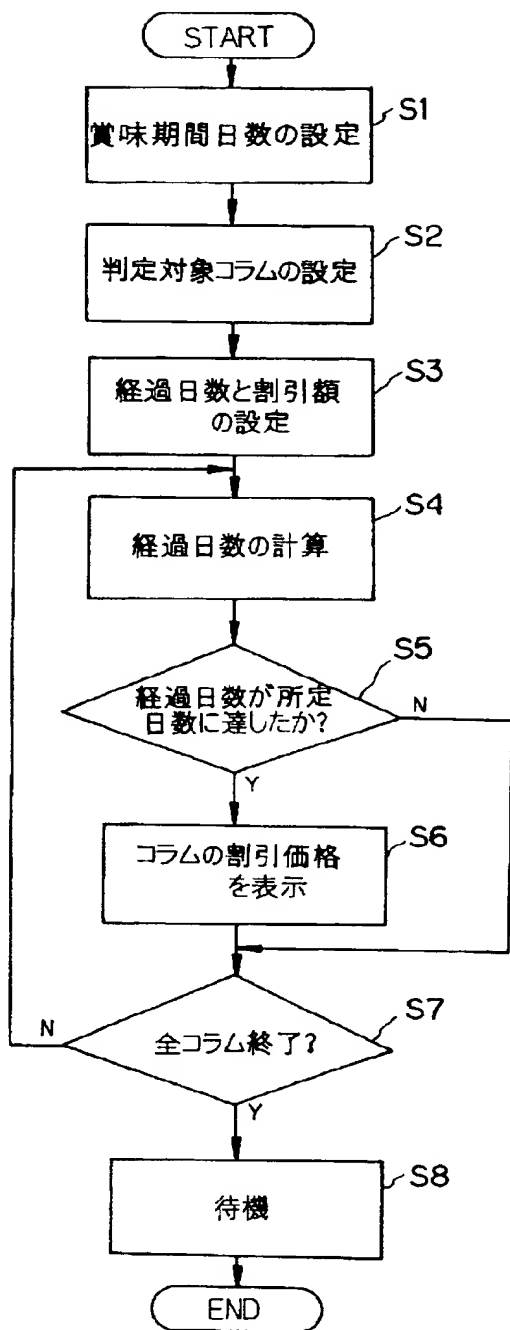 START
S1
賞味期間日数の設定
S2
判定対象コラムの設定
S3
経過日数と割引額
の設定
S4
経過日数の計算
S5
経過日数が所定
日数に達したか?
N
Y
S6
コラムの割引価格
を表示
S7
N
全コラム終了?
Y
S8
待機
END